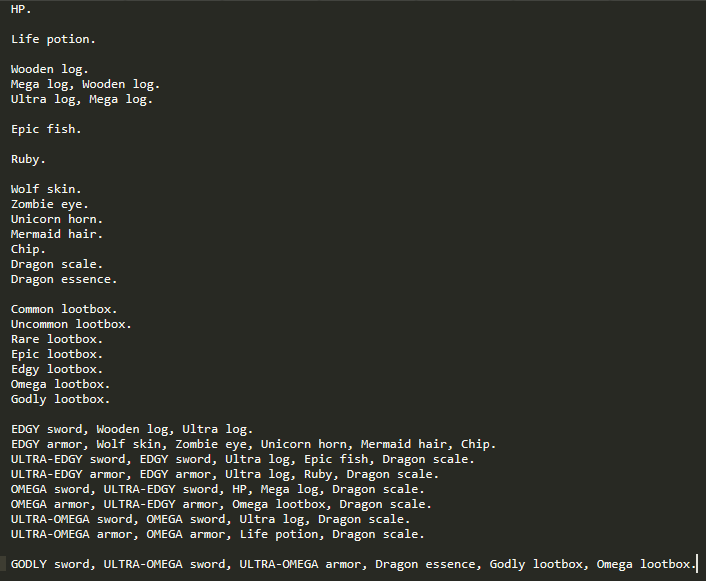 HP.
Life potion.
Wooden log.
Mega log, Wooden log.
Ultra log, Mega log.
Epic fish.
Ruby.
Wolf skin.
Zombie eye.
Unicorn horn.
Mermaid hair.
Chip.
Dragon scale.
Dragon essence.
Common lootbox.
Uncommon lootbox.
Rare lootbox.
Epic lootbox.
Edgy lootbox.
Omega lootbox.
Godly lootbox.
EDGY sword, Wooden log, Ultra log.
EDGY armor, Wolf skin, Zombie eye, Unicorn horn, Mermaid hair, Chip.
ULTRA-EDGY sword, EDGY sword, Ultra log, Epic fish, Dragon scale.
ULTRA-EDGY armor, EDGY armor, Ultra log, Ruby, Dragon scale.
OMEGA sword, ULTRA-EDGY sword, HP, Mega log, Dragon scale.
OMEGA armor, ULTRA-EDGY armor, Omega lootbox, Dragon scale.
ULTRA-OMEGA sword, OMEGA sword, Ultra log, Dragon scale.
ULTRA-OMEGA armor, OMEGA armor, Life potion, Dragon scale.
GODLY sword, ULTRA-OMEGA sword, ULTRA-OMEGA armor, Dragon essence, Godly lootbox, Omega lootbox.